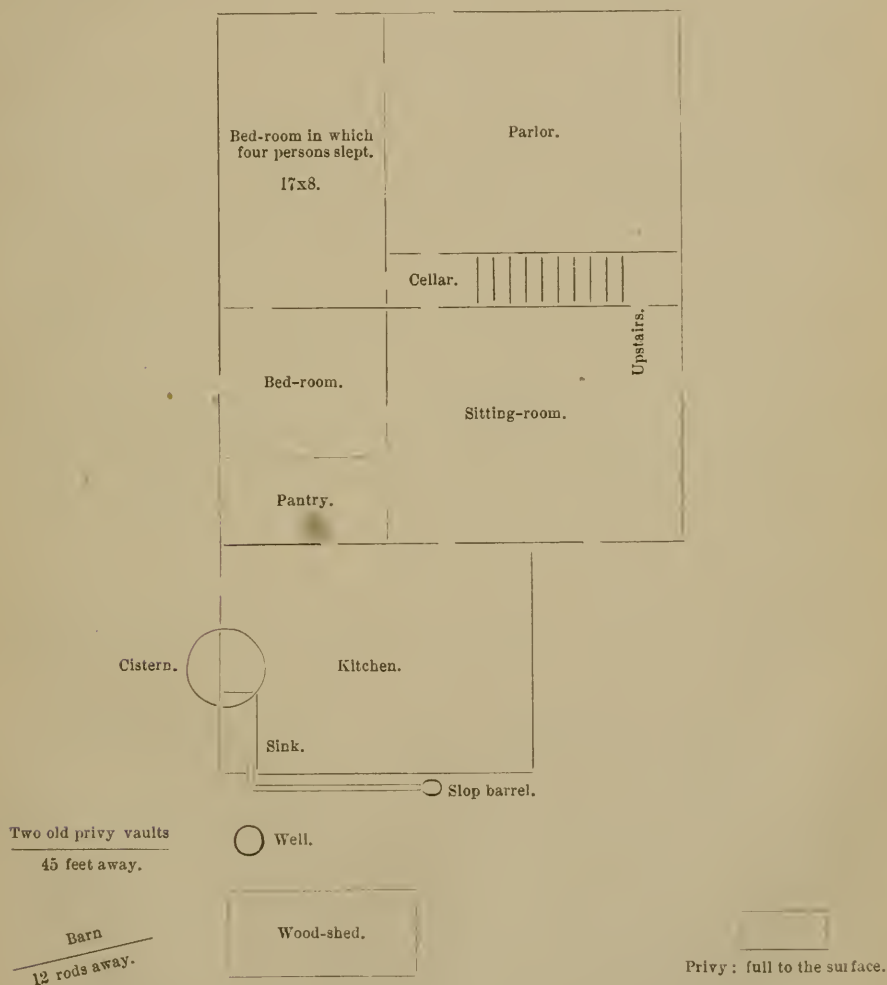 Bed-room in which
four persons slept.
17x8.
Parlor.
Cellar.
Upstairs.
Bed-room.
Sitting-room.
Pantry.
Cistern.
Kitchen.
Sink.
Slop barrel.
Two old privy vaults
45 feet away.
Well.
Barn
12 rods away.
Wood-shed.
Privy : full to the surface.